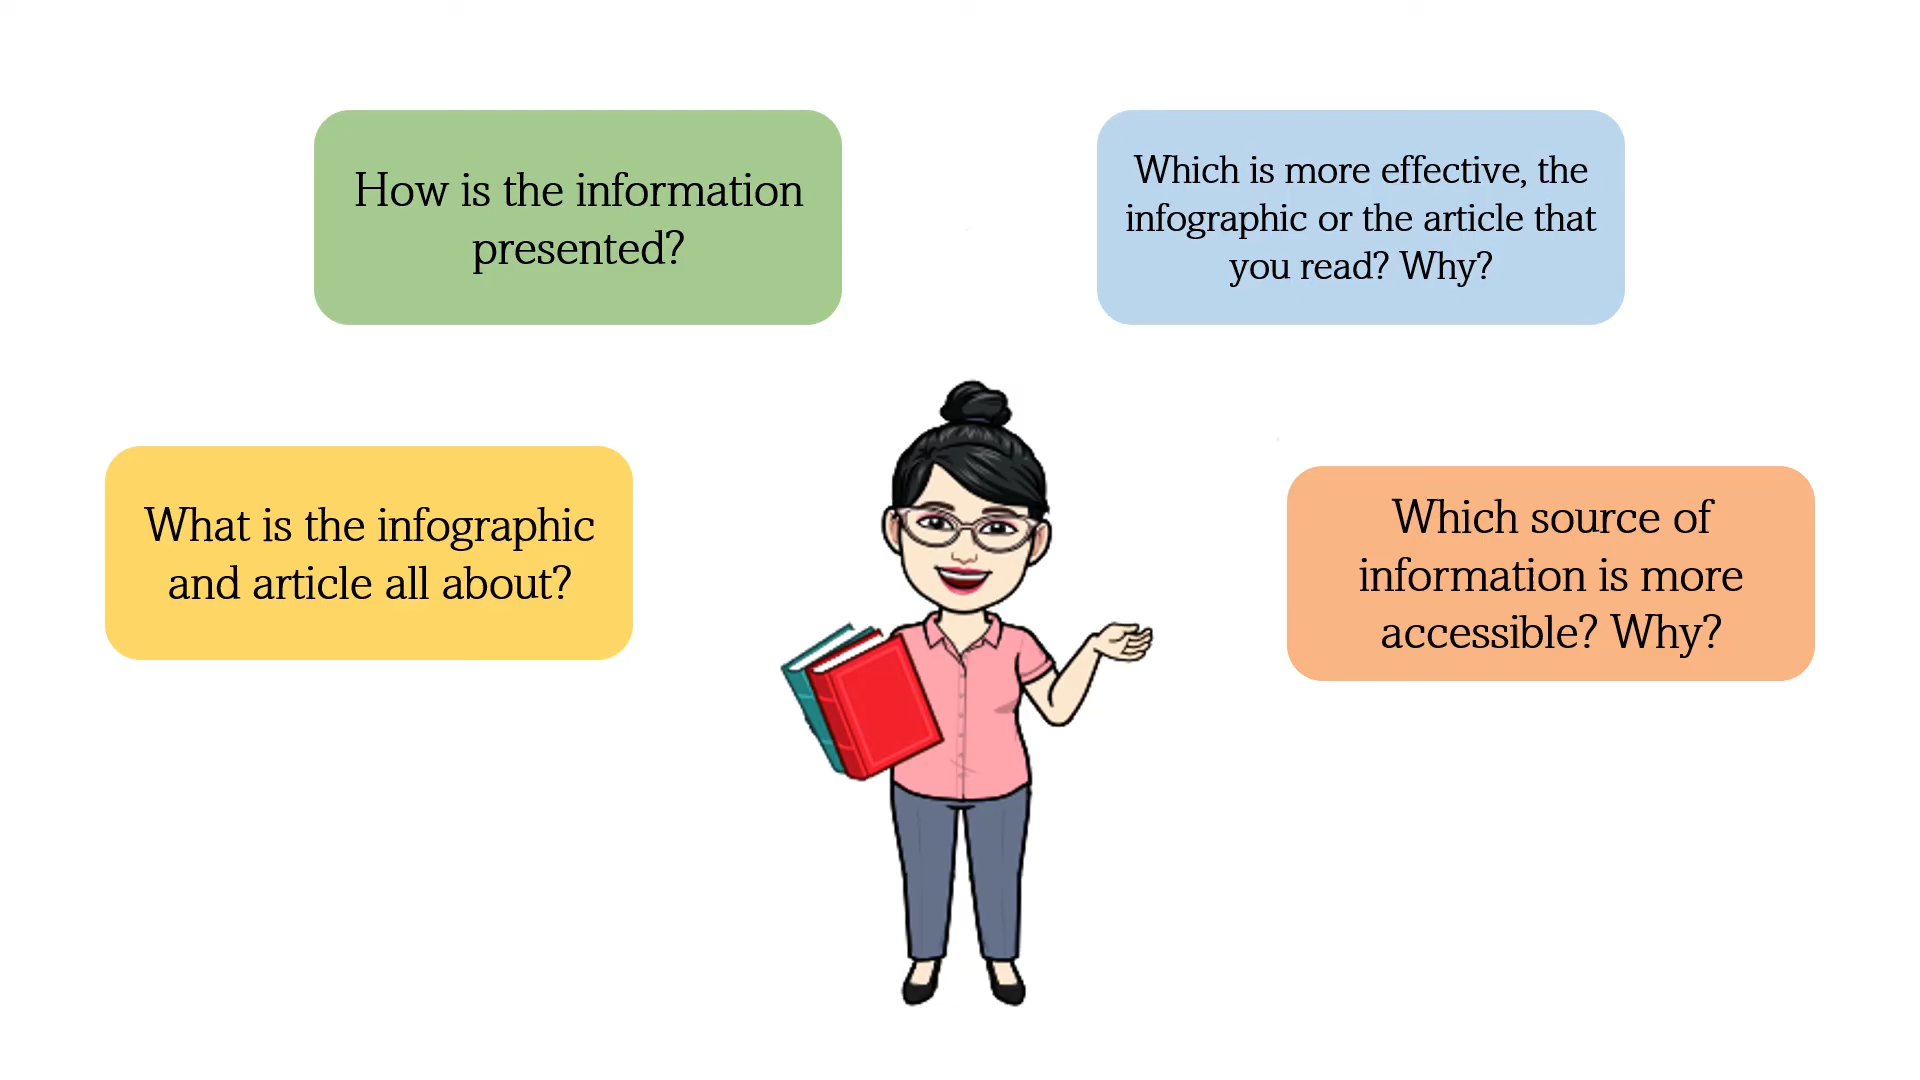 How is the information
presented?
Which is more effective, the
infographic or the article that
you read? Why?
What is the infographic
and article all about?
Which source of
information is more
accessible? Why?